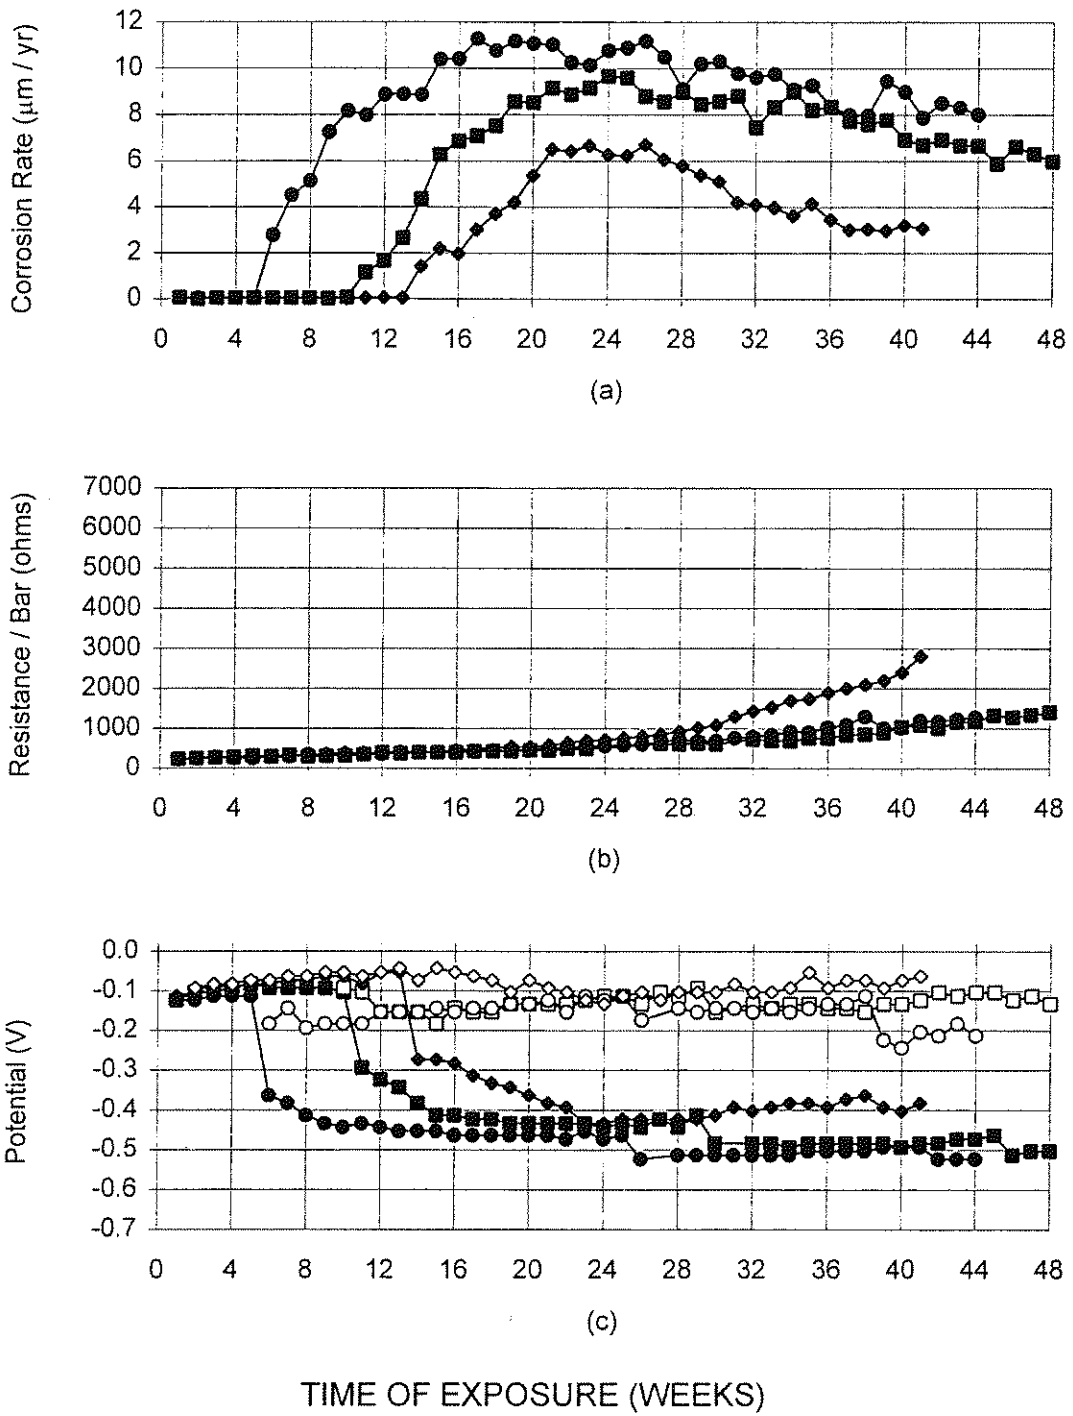 Corrosion Rate (µm / yr)
12
10
8
6
4
2
0
0 4 8 12 16 20 24 28 32 36 40 44 48
(a)
Resistance / Bar (ohms)
7000
6000
5000
4000
3000
2000
1000
0
0 4 8 12 16 20 24 28 32 36 40 44 48
(b)
Potential (V)
0.0
-0.1
-0.2
-0.3
-0.4
-0.5
-0.6
-0.7
0 4 8 12 16 20 24 28 32 36 40 44 48
(c)
TIME OF EXPOSURE (WEEKS)